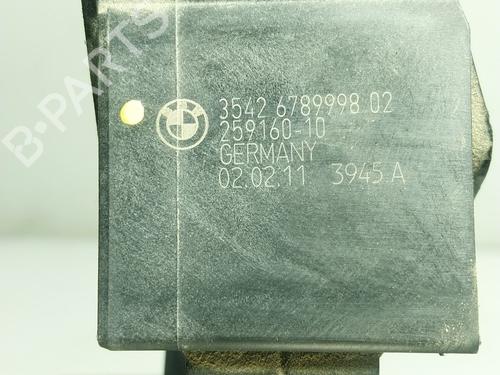 B-PARTS
3542 6789998 02
259160-10
GERMANY
02.02.11 3945 A